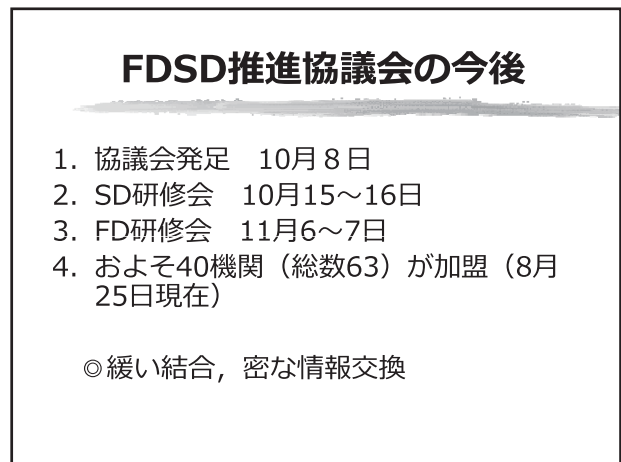 FDSD推進協議会の今後
1. 協議会発足　10月８日
2. SD研修会　10月15～16日
3. FD研修会　11月6～7日
4. およそ40機関（総数63）が加盟（8月
25日現在）
◎緩い結合，密な情報交換